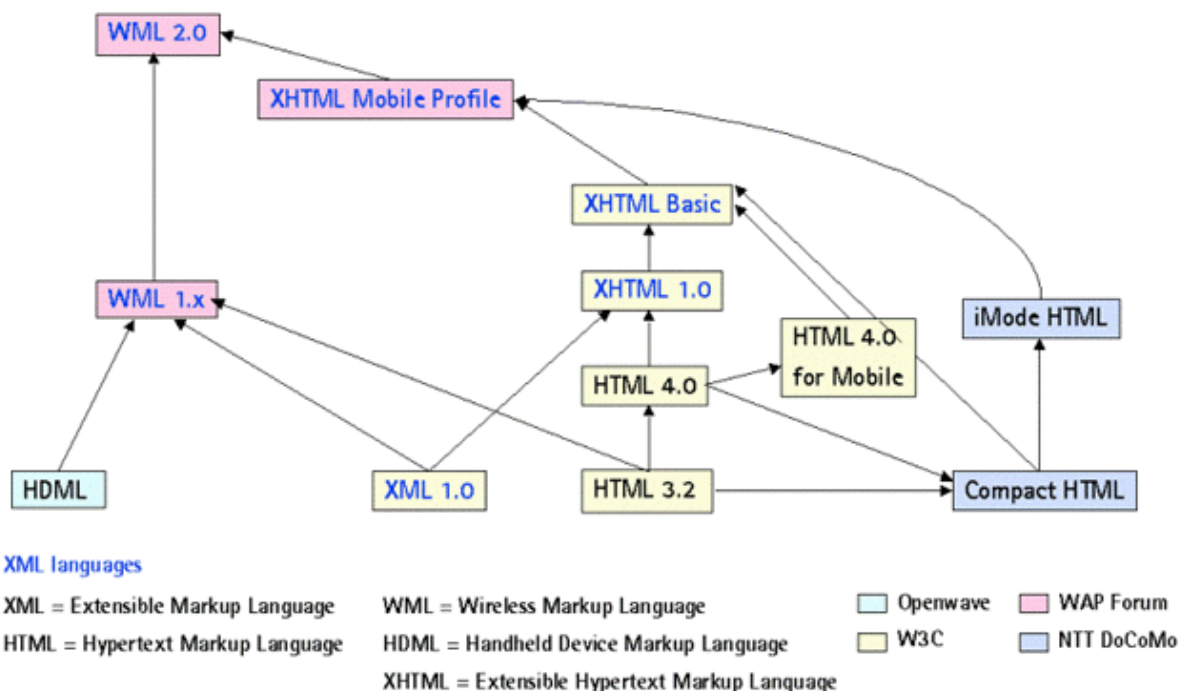 WML 2.0
XHTML Mobile Profile
XHTML Basic
WML 1.x
XHTML 1.0
iMode HTML
HTML 4.0
for Mobile
HTML 4.0
HDML
XML 1.0
HTML 3.2
Compact HTML
XML languages
XML = Extensible Markup Language
HTML = Hypertext Markup Language
WML = Wireless Markup Language
HDML = Handheld Device Markup Language
XHTML = Extensible Hypertext Markup Language
Openwave
W3C
WAP Forum
NTT DoCoMo